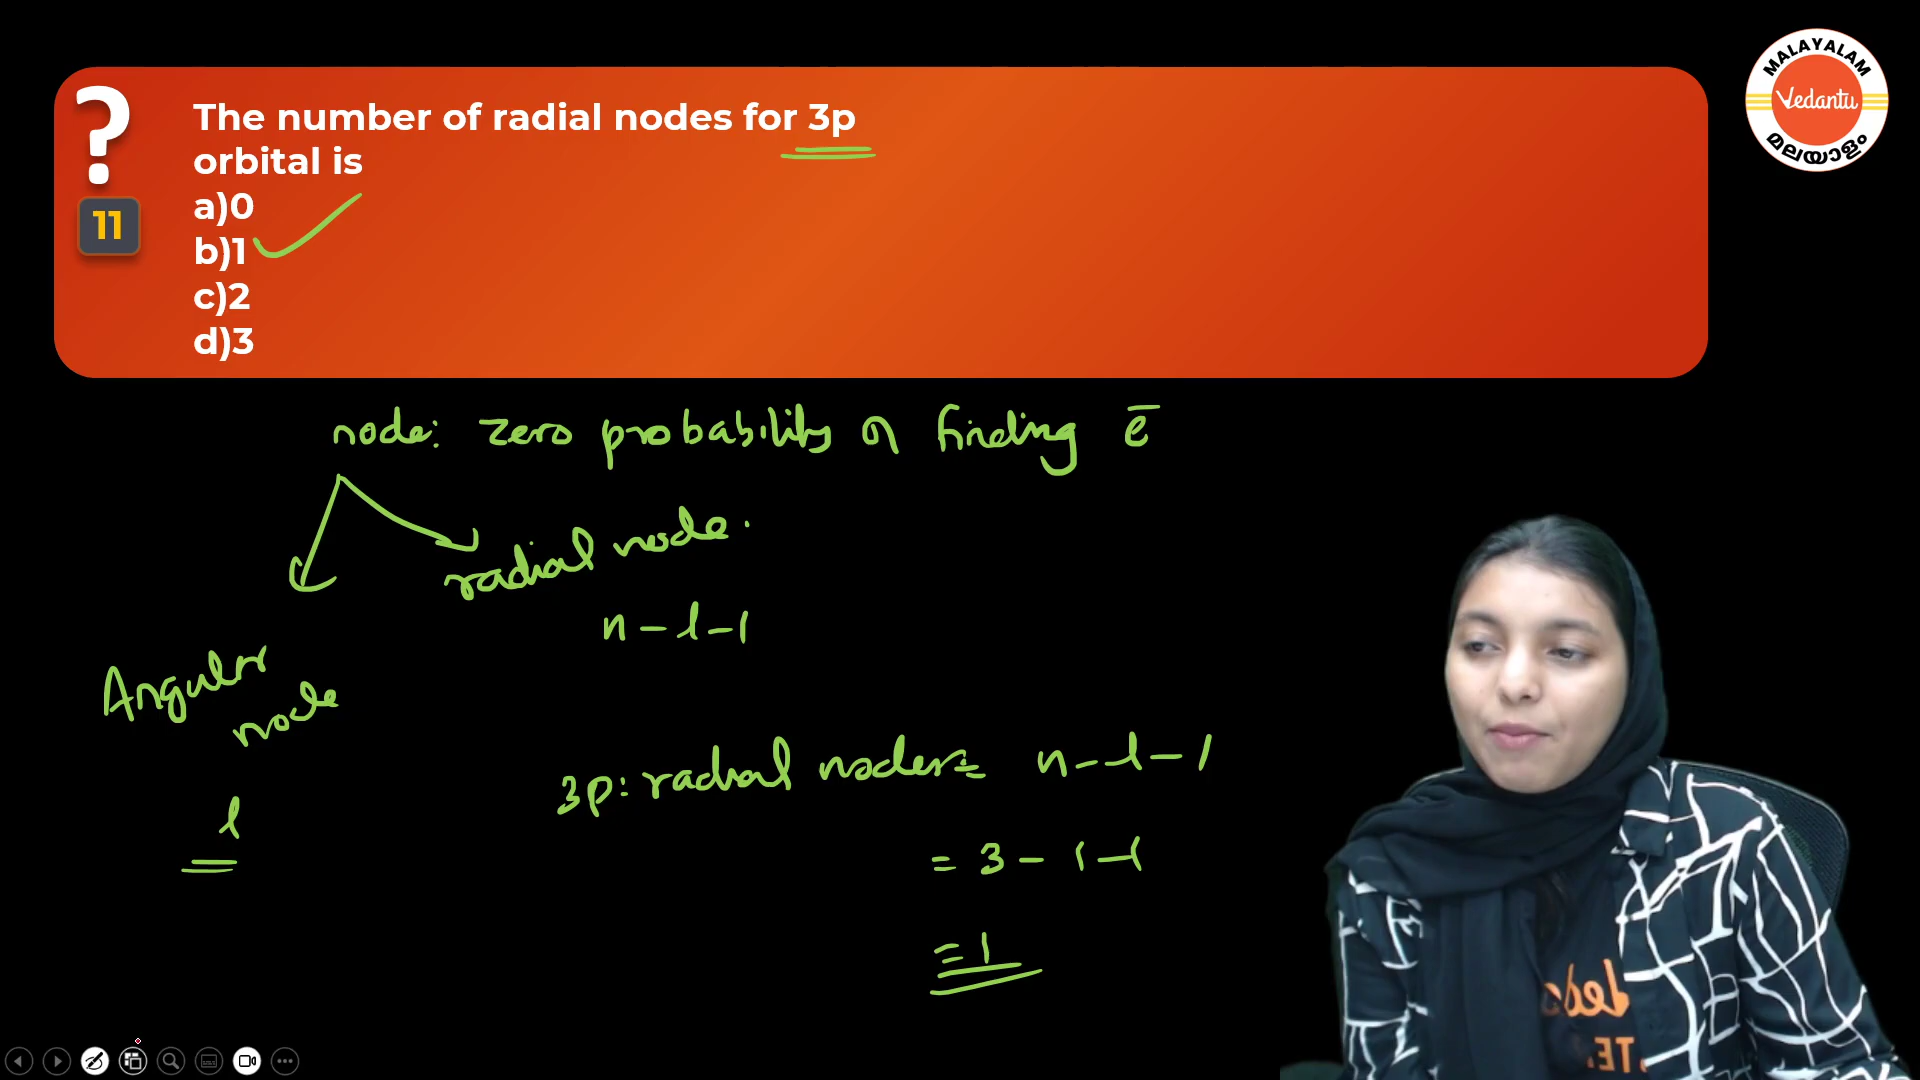 MALAYALAM
Vedantu
മലയാളം
?
11
The number of radial nodes for 3p
orbital is
a)0
b)1
c)2
d)3
node: zero probability of finding e̅
radial node.
n-l-1
Angular
node
l
3p: radial nodes = n-l-1
= 3-1-1
= 1